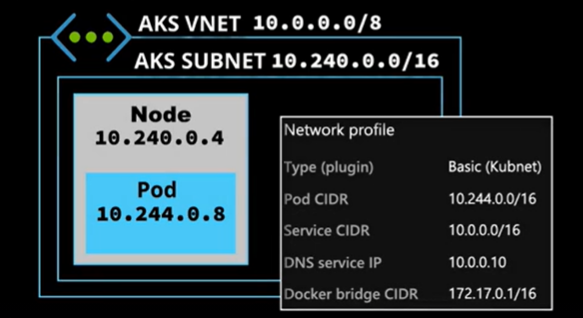 AKS VNET 10.0.0.0/8
AKS SUBNET 10.240.0.0/16
Node
10.240.0.4
Pod
10.244.0.8
Network profile
Type (plugin) Basic (Kubnet)
Pod CIDR 10.244.0.0/16
Service CIDR 10.0.0.0/16
DNS service IP 10.0.0.10
Docker bridge CIDR 172.17.0.1/16